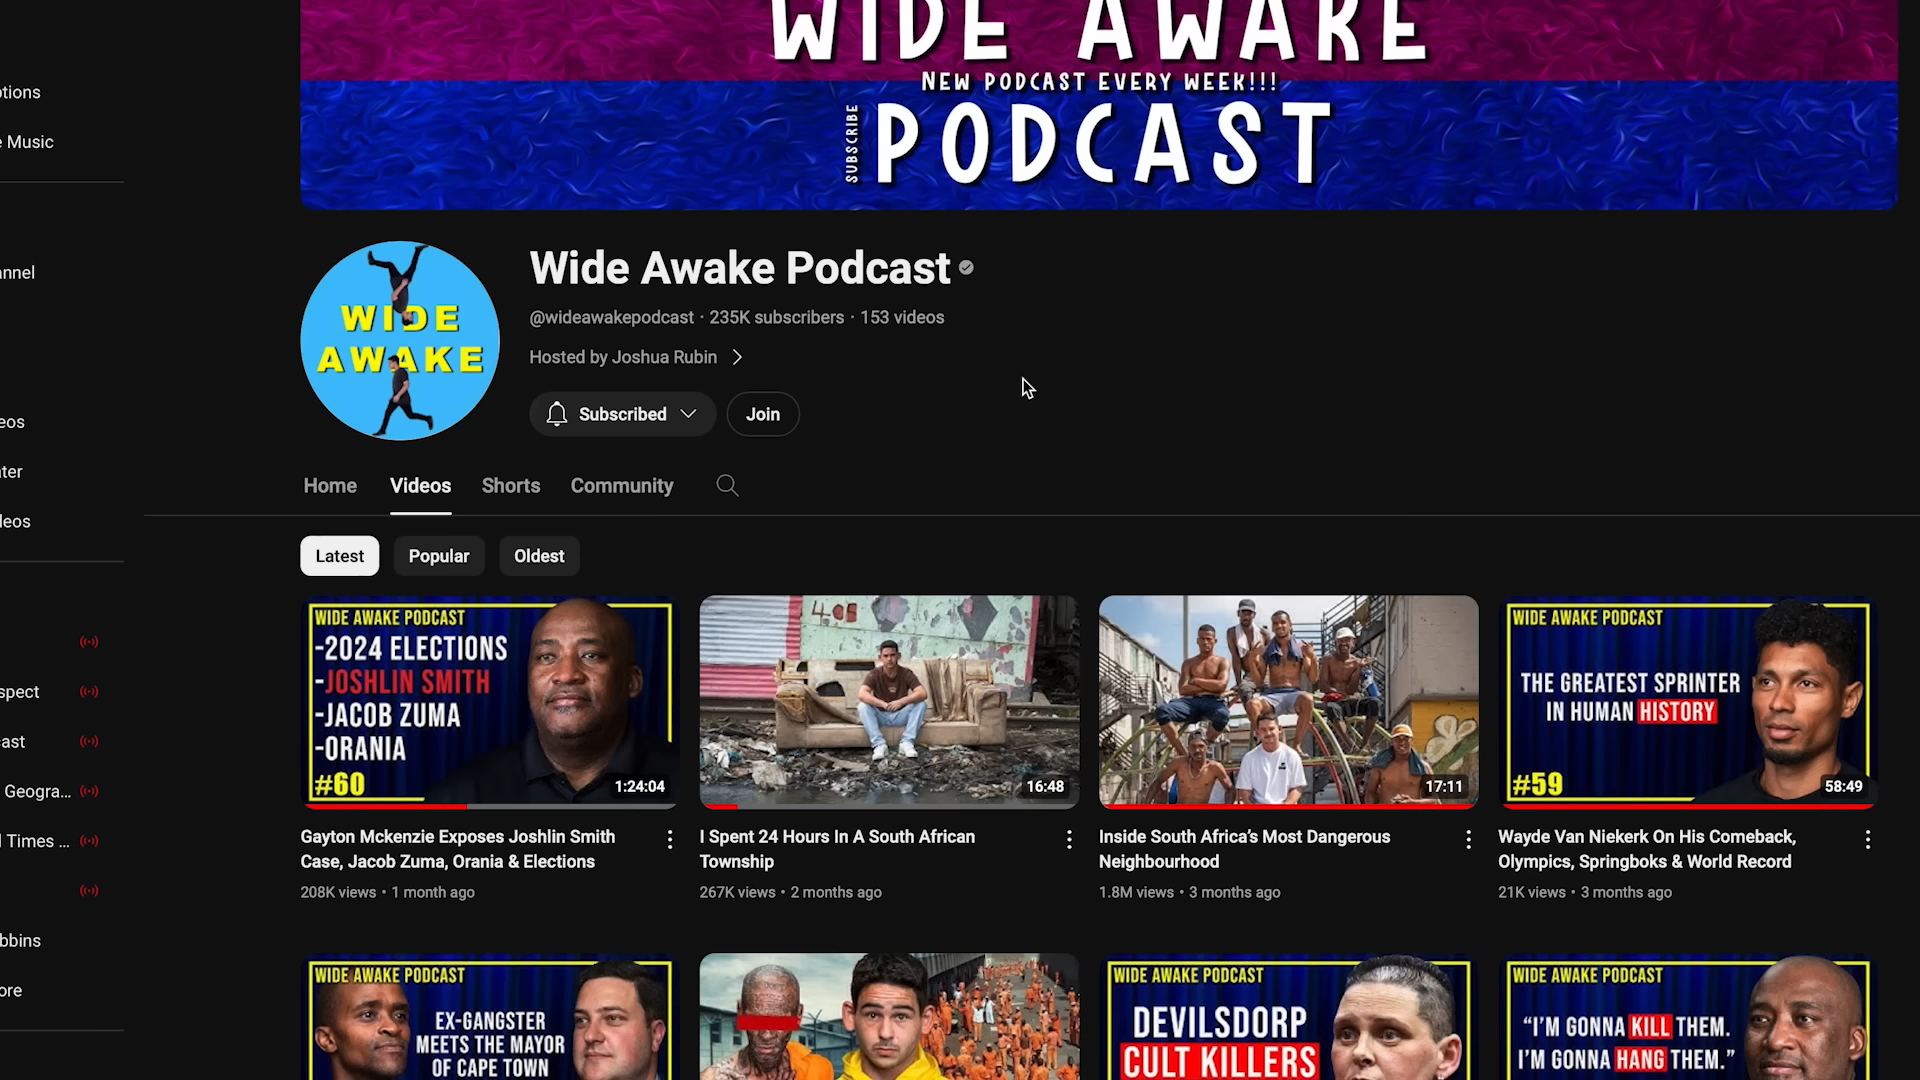 WIDE AWAKE
NEW PODCAST EVERY WEEK!!!
SUBSCRIBE
PODCAST
ptions
e Music
annel
eos
ater
deos
spect
cast
Geogra...
l Times ...
bbins
ore
WIDE
AWAKE
Wide Awake Podcast
@wideawakepodcast · 235K subscribers · 153 videos
Hosted by Joshua Rubin
Subscribed
Join
Home Videos Shorts Community
Latest Popular Oldest
WIDE AWAKE PODCAST
-2024 ELECTIONS
-JOSHLIN SMITH
-JACOB ZUMA
-ORANIA
#60
1:24:04
Gayton Mckenzie Exposes Joshlin Smith
Case, Jacob Zuma, Orania & Elections
208K views • 1 month ago
16:48
I Spent 24 Hours In A South African
Township
267K views • 2 months ago
17:11
Inside South Africa's Most Dangerous
Neighbourhood
1.8M views • 3 months ago
WIDE AWAKE PODCAST
THE GREATEST SPRINTER
IN HUMAN HISTORY
#59
58:49
Wayde Van Niekerk On His Comeback,
Olympics, Springboks & World Record
21K views • 3 months ago
WIDE AWAKE PODCAST
EX-GANGSTER
MEETS THE MAYOR
OF CAPE TOWN
WIDE AWAKE PODCAST
DEVILSDORP
CULT KILLERS
WIDE AWAKE PODCAST
"I'M GONNA KILL THEM.
I'M GONNA HANG THEM."